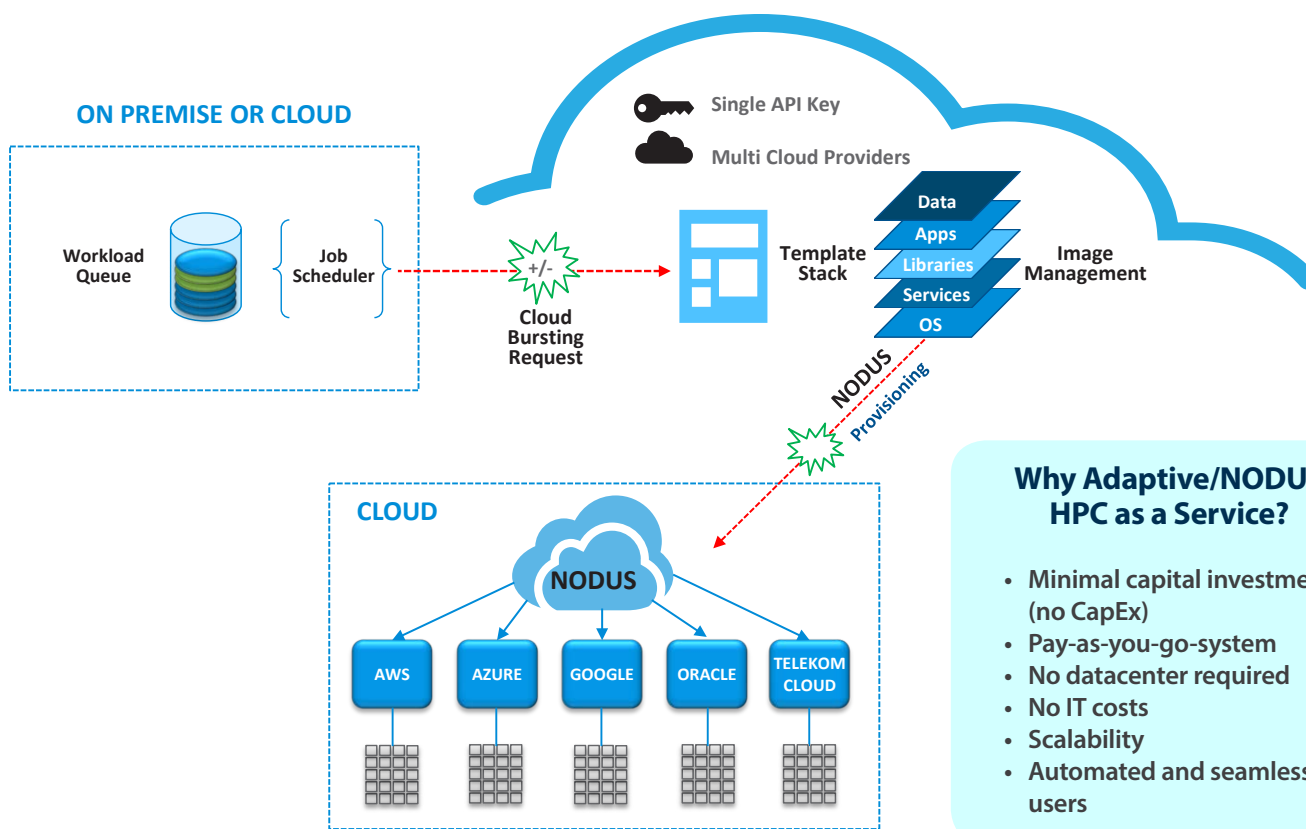 ON PREMISE OR CLOUD
Workload
Queue
Job
Scheduler
+/-
Cloud
Bursting
Request
Single API Key
Multi Cloud Providers
Template
Stack
Data
Apps
Libraries
Services
OS
Image
Management
NODUS
Provisioning
CLOUD
NODUS
AWS
AZURE
GOOGLE
ORACLE
TELEKOM
CLOUD
Why Adaptive/NODU
HPC as a Service?
• Minimal capital investme
(no CapEx)
• Pay-as-you-go-system
• No datacenter required
• No IT costs
• Scalability
• Automated and seamless
users